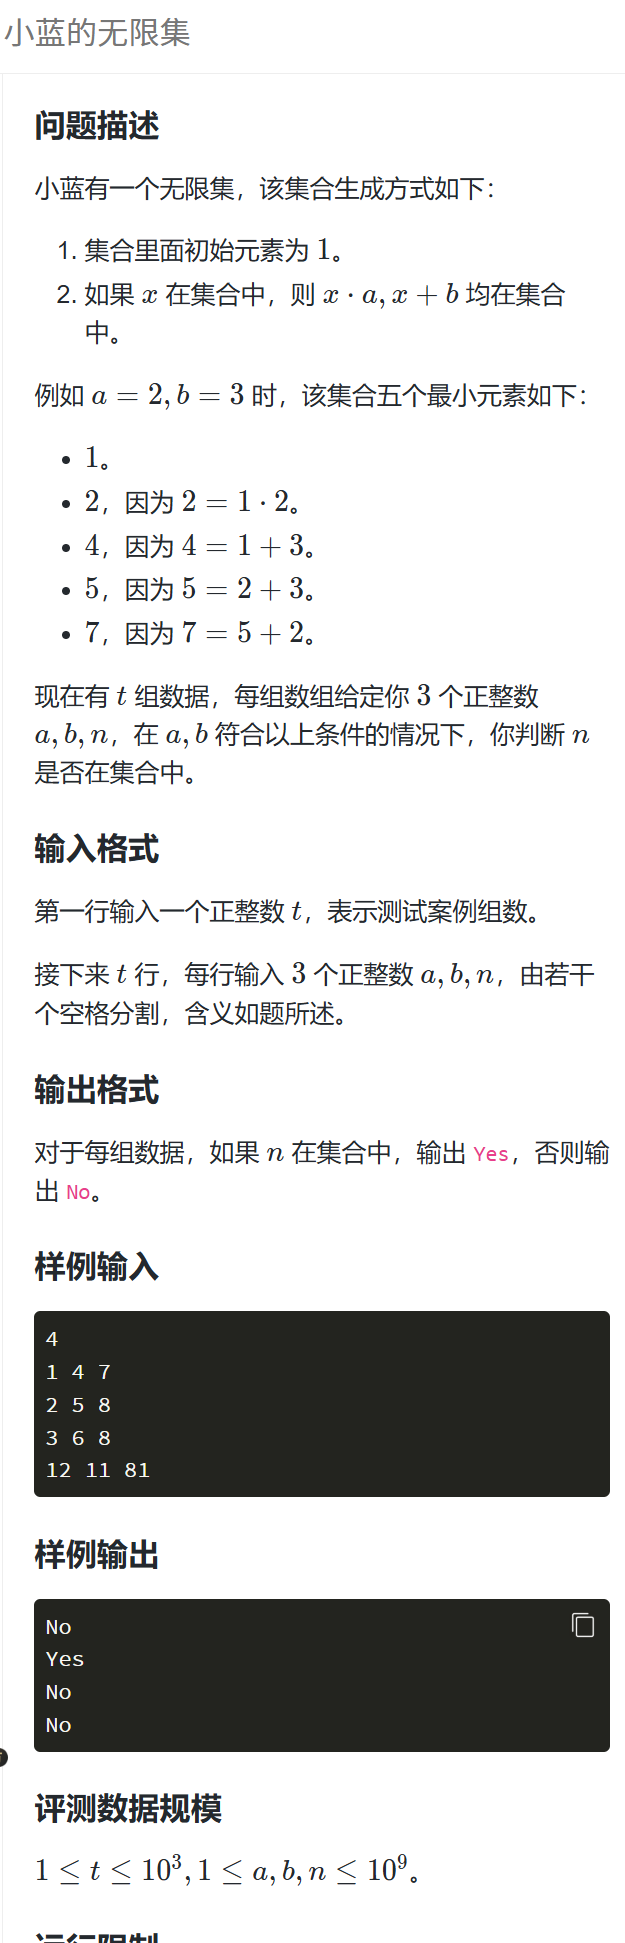 小蓝的无限集
问题描述
小蓝有一个无限集，该集合生成方式如下：
1. 集合里面初始元素为 1。
2. 如果 x 在集合中，则 x · a, x + b 均在集合
中。
例如 a = 2, b = 3 时，该集合五个最小元素如下：
• 1。
• 2，因为 2 = 1 · 2。
• 4，因为 4 = 1 + 3。
• 5，因为 5 = 2 + 3。
• 7，因为 7 = 5 + 2。
现在有 t 组数据，每组数组给定你 3 个正整数
a, b, n，在 a, b 符合以上条件的情况下，你判断 n
是否在集合中。
输入格式
第一行输入一个正整数 t，表示测试案例组数。
接下来 t 行，每行输入 3 个正整数 a, b, n，由若干
个空格分割，含义如题所述。
输出格式
对于每组数据，如果 n 在集合中，输出 Yes，否则输
出 No。
样例输入
4
1 4 7
2 5 8
3 6 8
12 11 81
样例输出
No
Yes
No
No
评测数据规模
1 ≤ t ≤ 10³, 1 ≤ a, b, n ≤ 10⁹。
运行限制